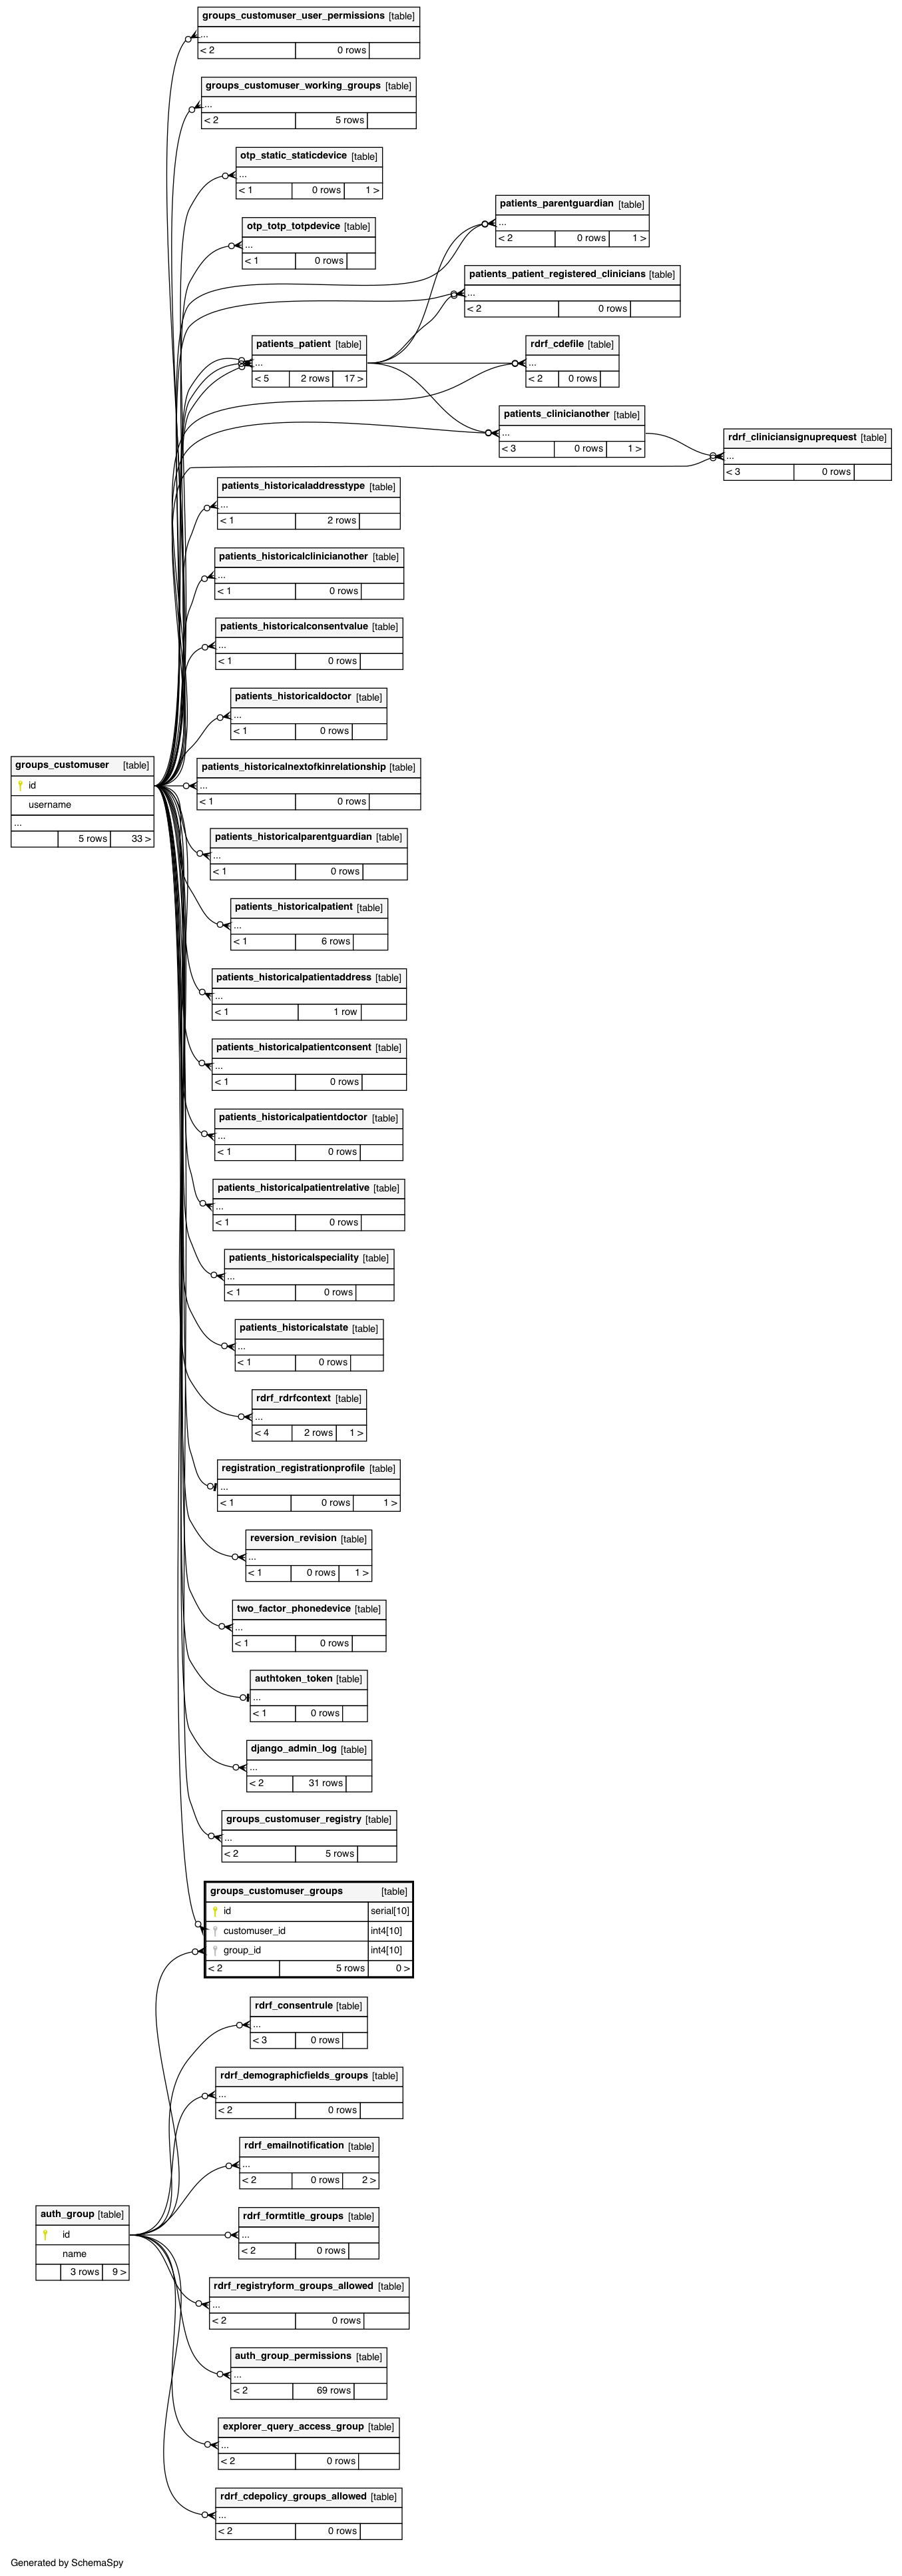 groups_customuser_user_permissions [table]
...
< 2 0 rows
groups_customuser_working_groups [table]
...
< 2 5 rows
otp_static_staticdevice [table]
...
< 1 0 rows 1 >
patients_parentguardian [table]
...
< 2 0 rows 1 >
otp_totp_totpdevice [table]
...
< 1 0 rows
patients_patient_registered_clinicians [table]
...
< 2 0 rows
patients_patient [table]
...
< 5 2 rows 17 >
rdrf_cdefile [table]
...
< 2 0 rows
patients_clinicianother [table]
...
< 3 0 rows 1 >
rdrf_cliniciansignuprequest [table]
...
< 3 0 rows
patients_historicaladdresstype [table]
...
< 1 2 rows
patients_historicalclinicianother [table]
...
< 1 0 rows
patients_historicalconsentvalue [table]
...
< 1 0 rows
patients_historicaldoctor [table]
...
< 1 0 rows
groups_customuser [table]
id
username
...
5 rows 33 >
patients_historicalnextofkinrelationship [table]
...
< 1 0 rows
patients_historicalparentguardian [table]
...
< 1 0 rows
patients_historicalpatient [table]
...
< 1 6 rows
patients_historicalpatientaddress [table]
...
< 1 1 row
patients_historicalpatientconsent [table]
...
< 1 0 rows
patients_historicalpatientdoctor [table]
...
< 1 0 rows
patients_historicalpatientrelative [table]
...
< 1 0 rows
patients_historicalspeciality [table]
...
< 1 0 rows
patients_historicalstate [table]
...
< 1 0 rows
rdrf_rdrfcontext [table]
...
< 4 2 rows 1 >
registration_registrationprofile [table]
...
< 1 0 rows 1 >
reversion_revision [table]
...
< 1 0 rows 1 >
two_factor_phonedevice [table]
...
< 1 0 rows
authtoken_token [table]
...
< 1 0 rows
django_admin_log [table]
...
< 2 31 rows
groups_customuser_registry [table]
...
< 2 5 rows
groups_customuser_groups [table]
id serial[10]
customuser_id int4[10]
group_id int4[10]
< 2 5 rows 0 >
rdrf_consentrule [table]
...
< 3 0 rows
rdrf_demographicfields_groups [table]
...
< 2 0 rows
rdrf_emailnotification [table]
...
< 2 0 rows 2 >
auth_group [table]
id
name
3 rows 9 >
rdrf_formtitle_groups [table]
...
< 2 0 rows
rdrf_registryform_groups_allowed [table]
...
< 2 0 rows
auth_group_permissions [table]
...
< 2 69 rows
explorer_query_access_group [table]
...
< 2 0 rows
rdrf_cdepolicy_groups_allowed [table]
...
< 2 0 rows
Generated by SchemaSpy